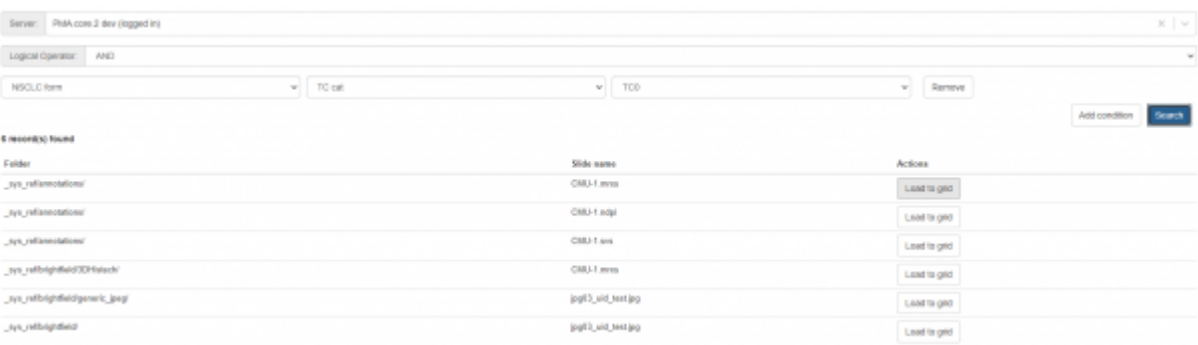 Server: PMA.core.2 dev (logged in)
Logical Operator: AND
NSCLC form TC cat TC0 Remove
Add condition Search
6 record(s) found
Folder Slide name Actions
_sys_ref/annotations/ CMU-1.mrxs Load to grid
_sys_ref/annotations/ CMU-1.ndpi Load to grid
_sys_ref/annotations/ CMU-1.svs Load to grid
_sys_ref/brightfield/3DHistech/ CMU-1.mrxs Load to grid
_sys_ref/brightfield/generic_jpeg/ Load to grid
_sys_ref/brightfield/ Load to grid